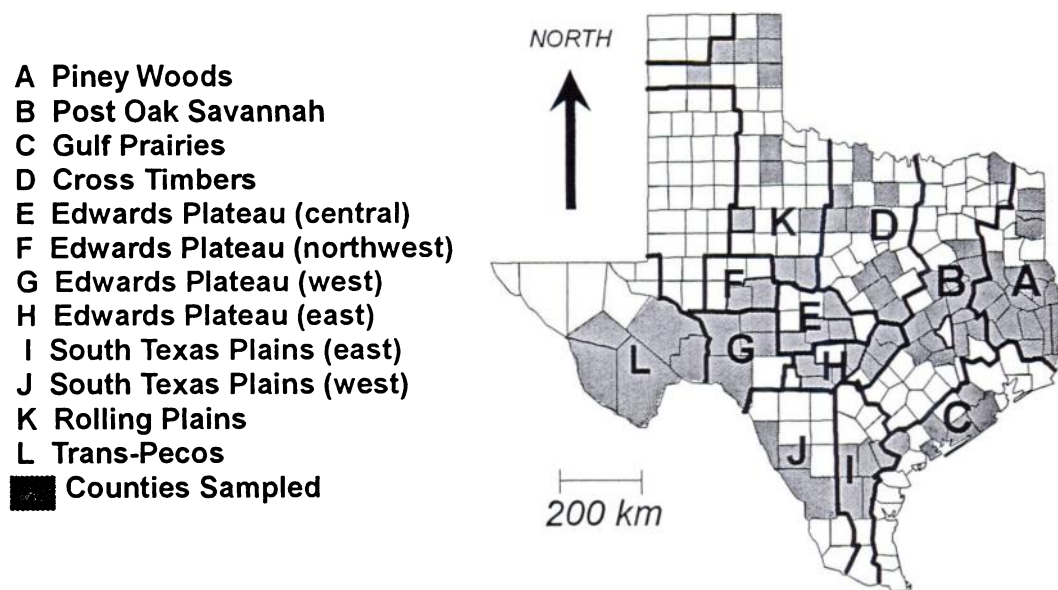 A Piney Woods
B Post Oak Savannah
C Gulf Prairies
D Cross Timbers
E Edwards Plateau (central)
F Edwards Plateau (northwest)
G Edwards Plateau (west)
H Edwards Plateau (east)
I South Texas Plains (east)
J South Texas Plains (west)
K Rolling Plains
L Trans-Pecos
Counties Sampled
NORTH
K
D
F
B
A
E
G
H
L
C
J
I
200 km